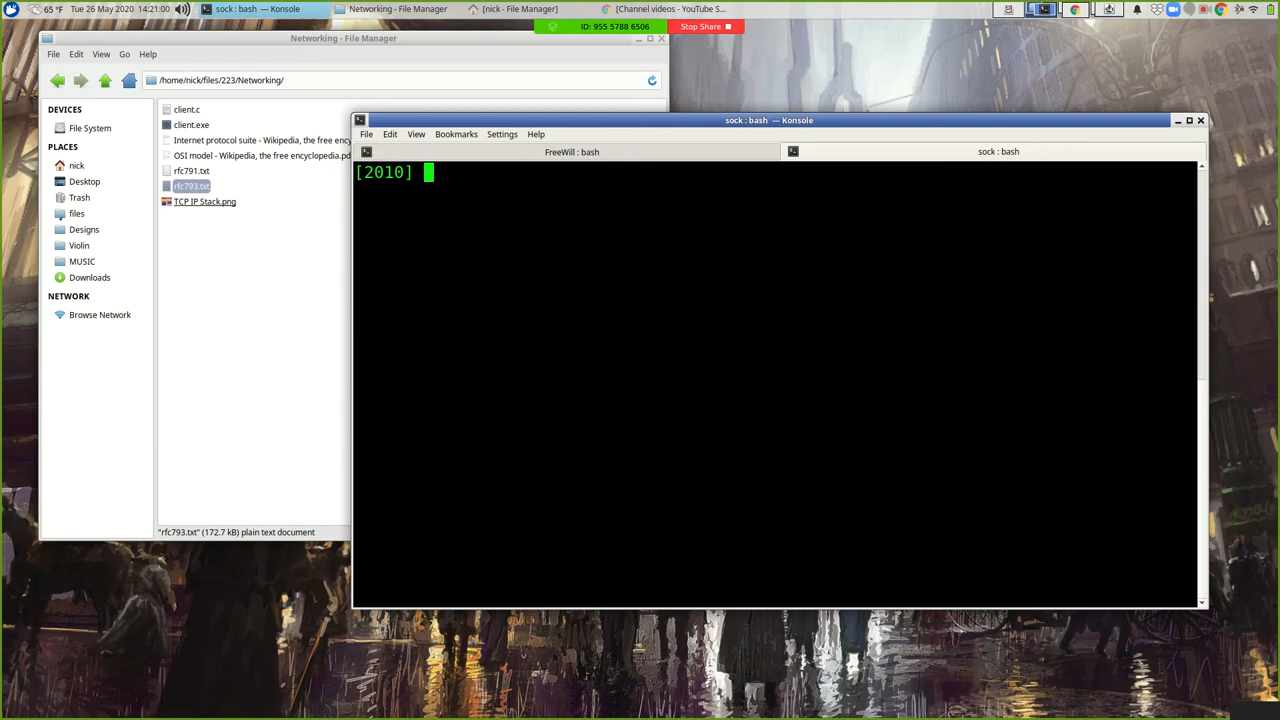 65 °F Tue 26 May 2020 14:21:00 sock : bash — Konsole Networking - File Manager [nick - File Manager] [Channel videos - YouTube S...
ID: 955 5788 6506 Stop Share
Networking - File Manager
File Edit View Go Help
/home/nick/files/223/Networking/
DEVICES
File System
PLACES
nick
Desktop
Trash
files
Designs
Violin
MUSIC
Downloads
NETWORK
Browse Network
client.c
client.exe
Internet protocol suite - Wikipedia, the free ency
OSI model - Wikipedia, the free encyclopedia.pd
rfc791.txt
rfc793.txt
TCP IP Stack.png
"rfc793.txt" (172.7 kB) plain text document
sock : bash — Konsole
File Edit View Bookmarks Settings Help
FreeWill : bash sock : bash
[2010]